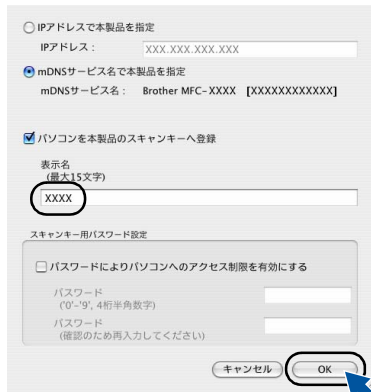 IPアドレスで本製品を指定
IPアドレス： XXX.XXX.XXX.XXX
mDNSサービス名で本製品を指定
mDNSサービス名： Brother MFC-XXXX [XXXXXXXXXXXX]
パソコンを本製品のスキャンキーへ登録
表示名
(最大15文字)
XXXX
スキャンキー用パスワード設定
パスワードによりパソコンへのアクセス制限を有効にする
パスワード
('0'-'9', 4桁半角数字)
パスワード
(確認のため再入力してください)
キャンセル OK